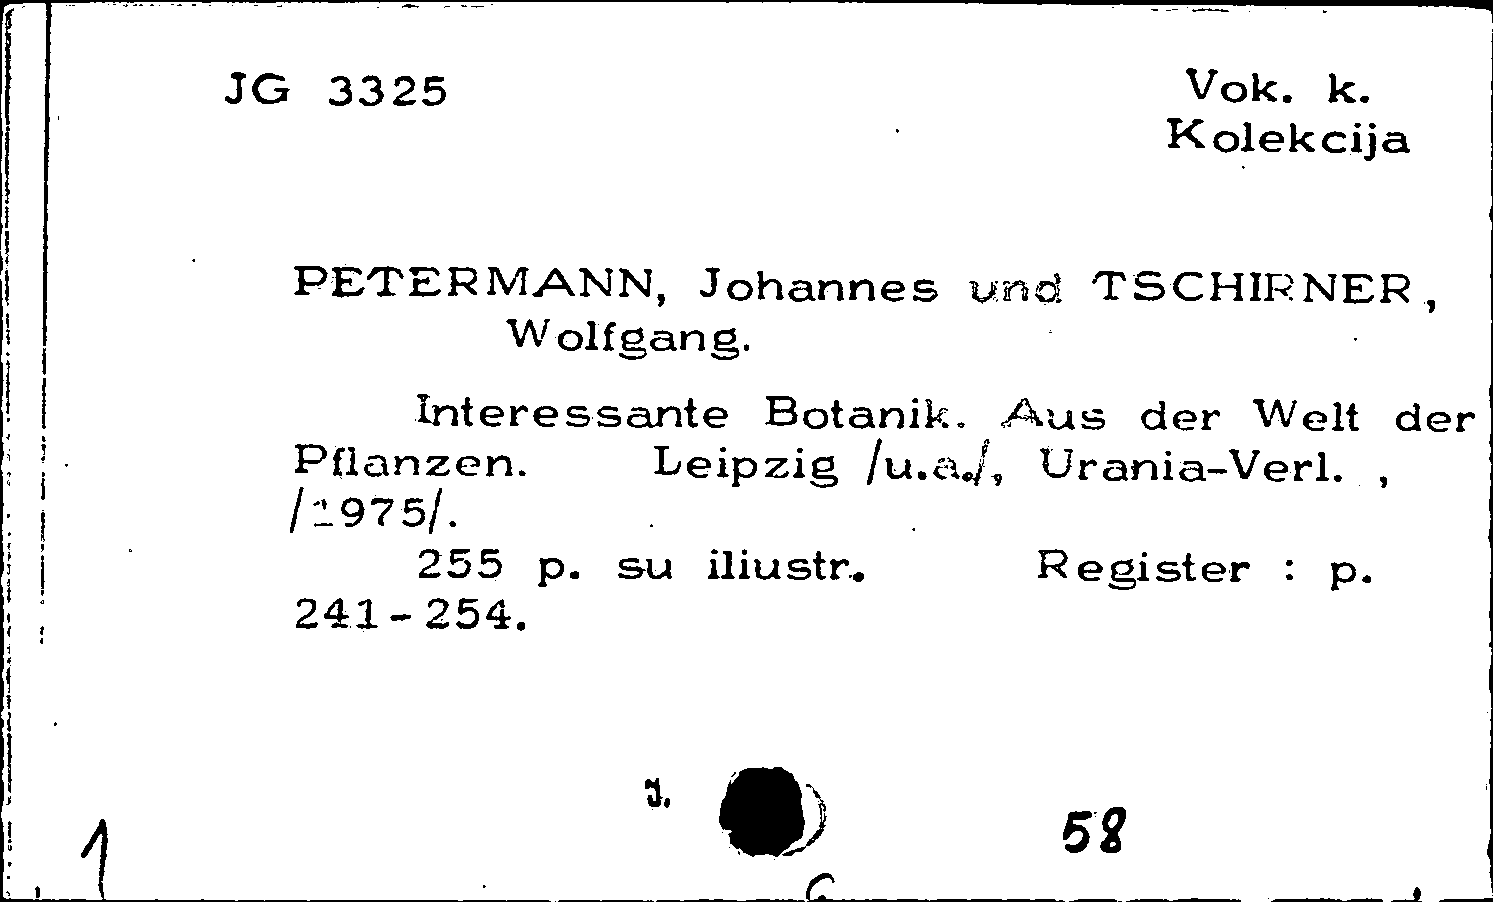 JG 3325
Vok. k.
Kolekcija
PETERMANN, Johannes und TSCHIRNER,
Wolfgang.
Interessante Botanik. Aus der Welt der
Pflanzen. Leipzig /u.a./, Urania-Verl. ,
/1975/.
255 p. su iliustr. Register : p.
241-254.
J.
58
1